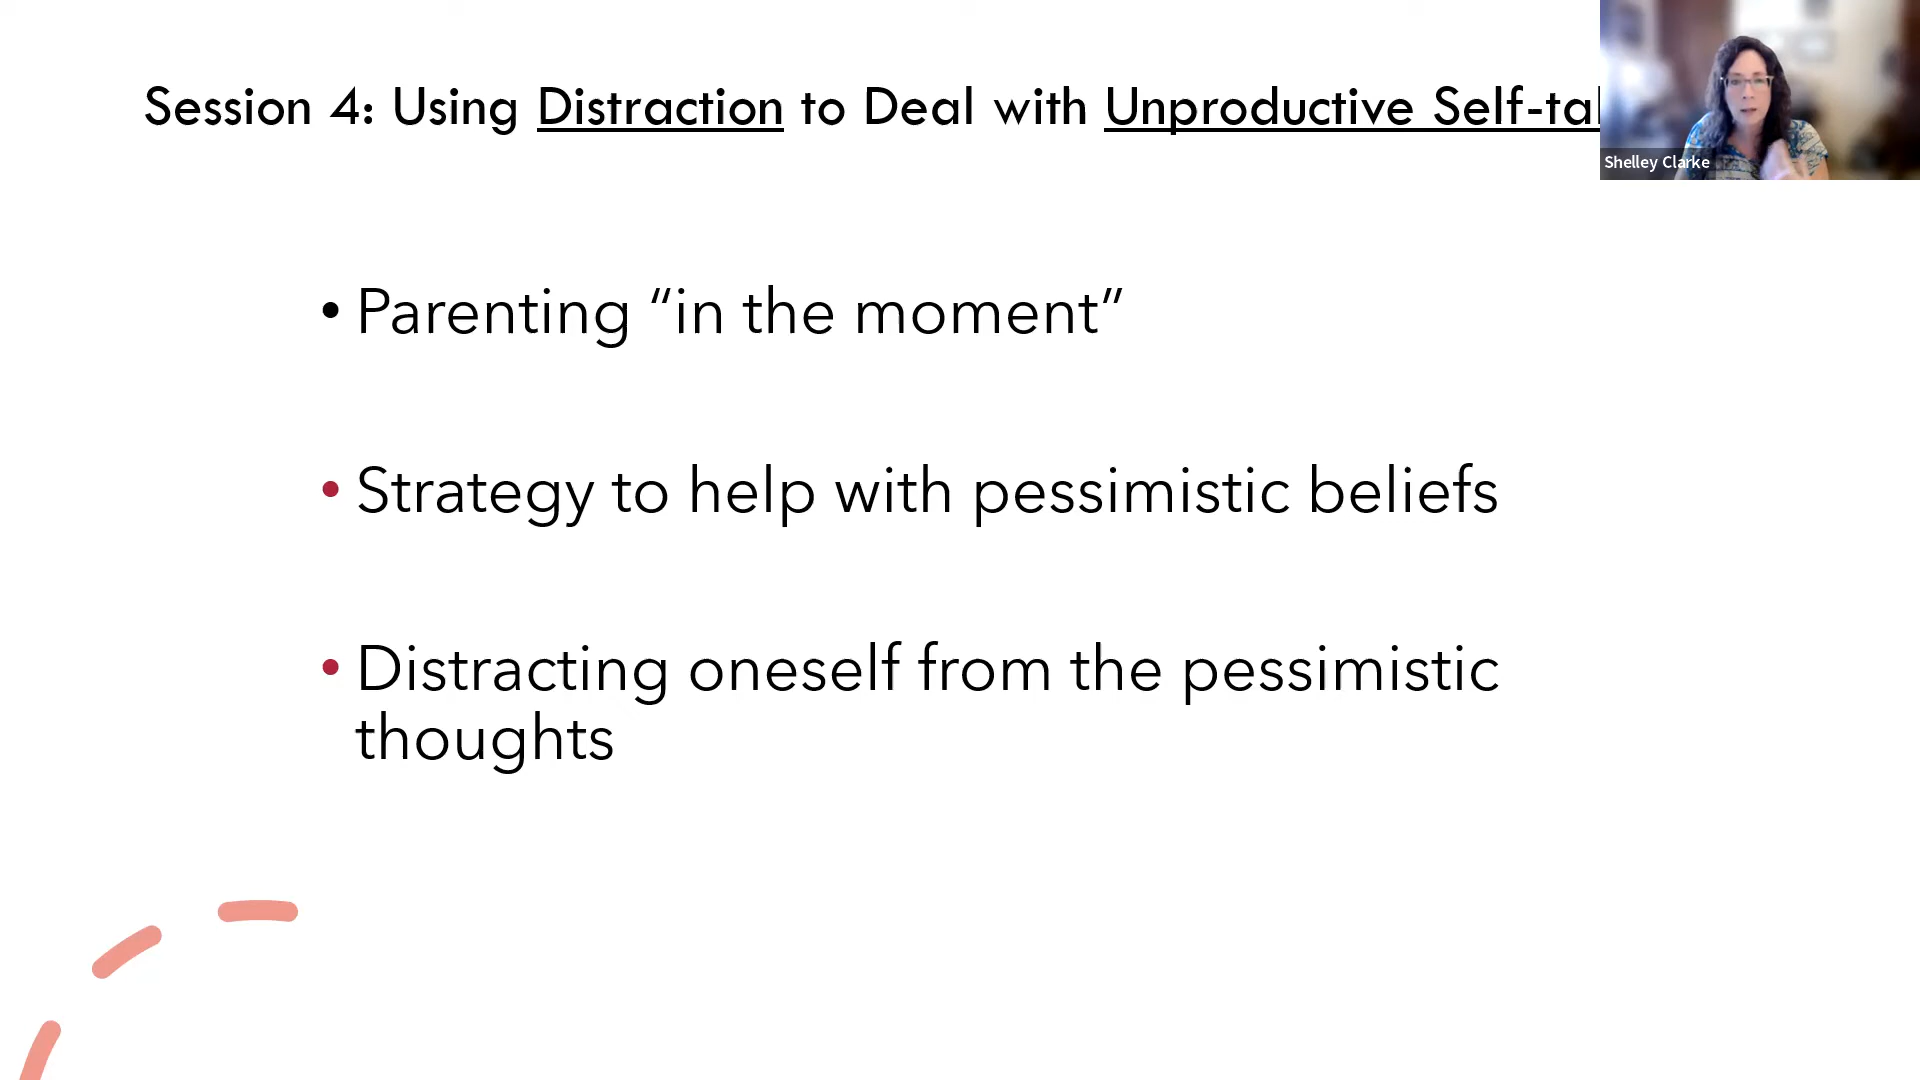 Session 4: Using Distraction to Deal with Unproductive Self-tal
Shelley Clarke
• Parenting “in the moment”
• Strategy to help with pessimistic beliefs
• Distracting oneself from the pessimistic
thoughts